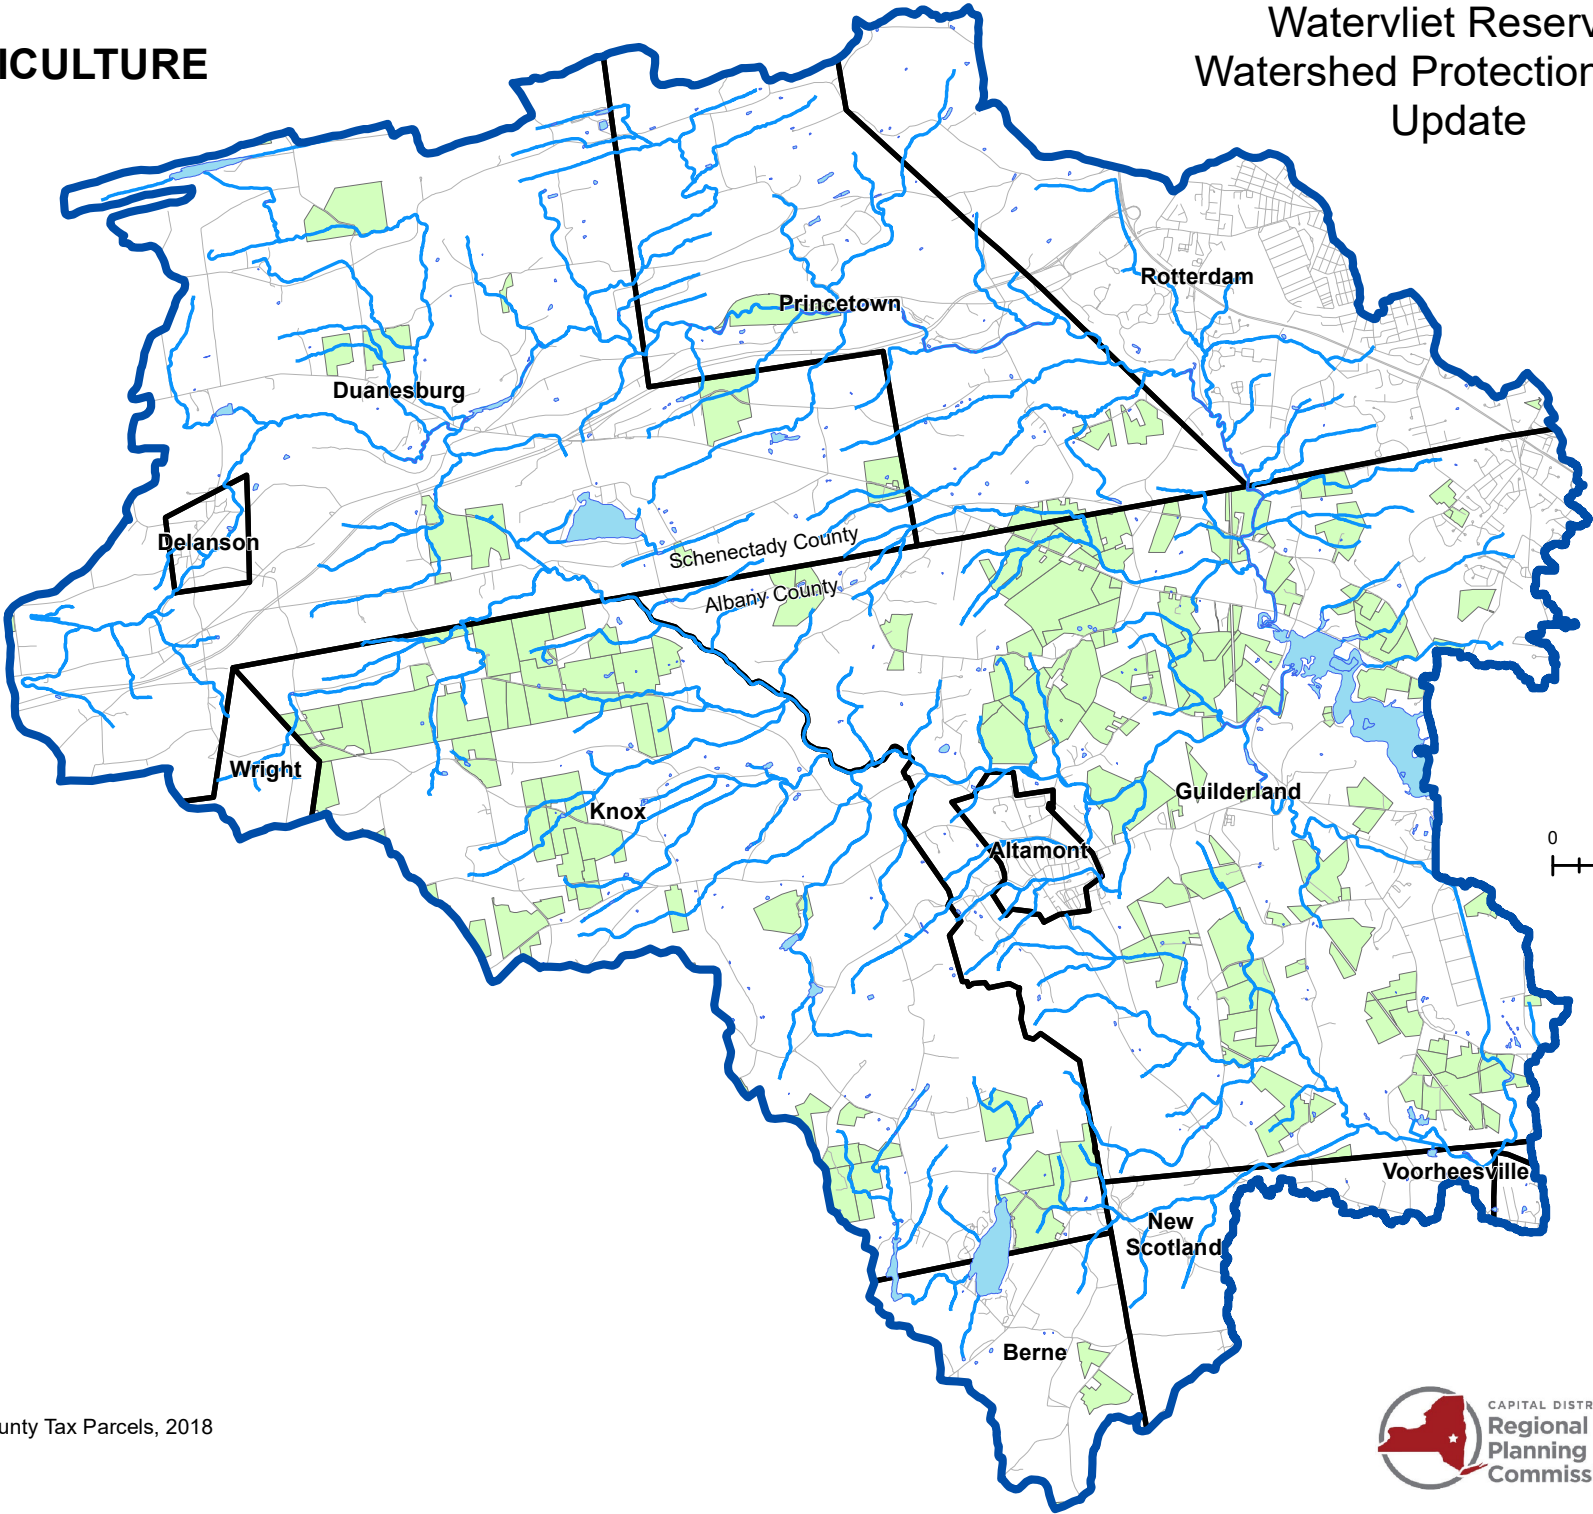 ICULTURE
Watervliet Reserv
Watershed Protection
Update
Rotterdam
Princetown
Duanesburg
Delanson
Schenectady County
Albany County
Wright
Knox
Guilderland
Altamont
0
Voorheesville
New
Scotland
Berne
unty Tax Parcels, 2018
CAPITAL DISTR
Regional
Planning
Commiss